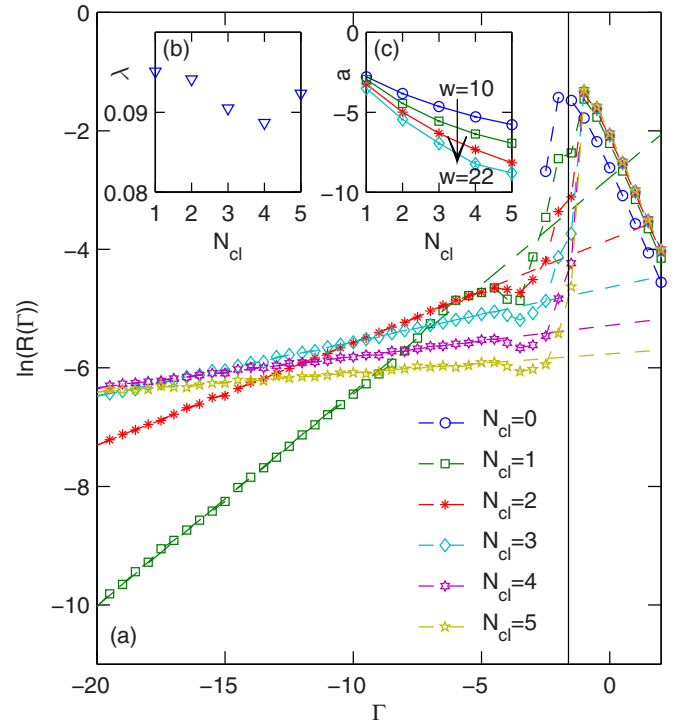 0
−2
−4
−6
−8
−10
ln(R(Γ))
−20
−15
−10
−5
0
Γ
(a)
(b)
λ
0.09
0.08
1 2 3 4 5
N_cl
(c)
a
0
−5
−10
w=10
w=22
1 2 3 4 5
N_cl
N_cl=0
N_cl=1
N_cl=2
N_cl=3
N_cl=4
N_cl=5